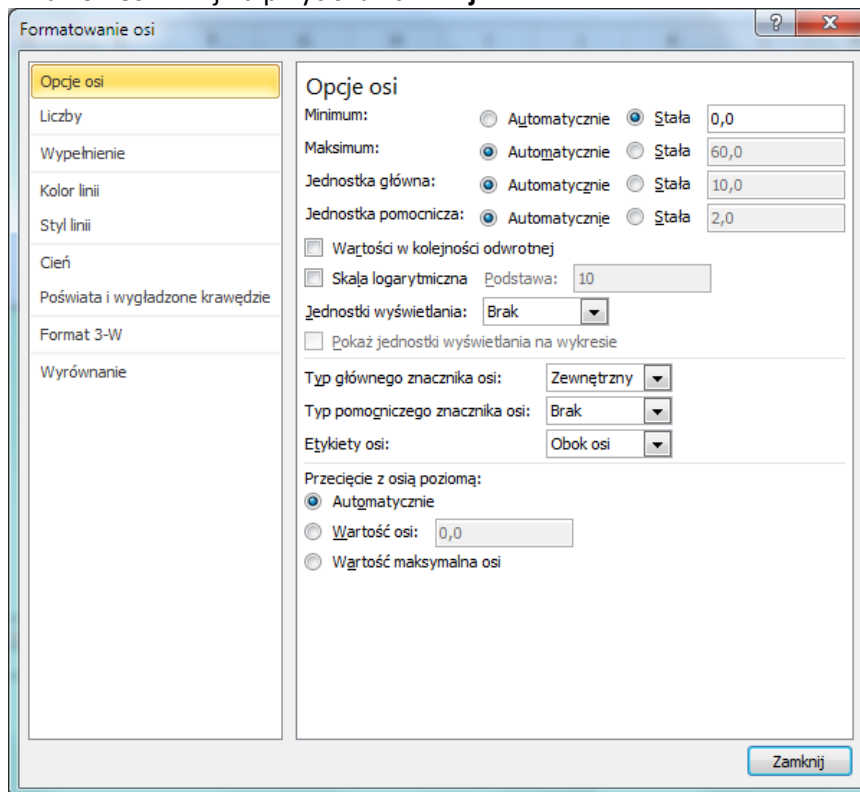 Formatowanie osi
Opcje osi
Liczby
Wypełnienie
Kolor linii
Styl linii
Cień
Poświata i wygładzone krawędzie
Format 3-W
Wyrównanie
Opcje osi
Minimum: Automatycznie Stała 0,0
Maksimum: Automatycznie Stała 60,0
Jednostka główna: Automatycznie Stała 10,0
Jednostka pomocnicza: Automatycznie Stała 2,0
Wartości w kolejności odwrotnej
Skala logarytmiczna Podstawa: 10
Jednostki wyświetlania: Brak
Pokaż jednostki wyświetlania na wykresie
Typ głównego znacznika osi: Zewnętrzny
Typ pomocniczego znacznika osi: Brak
Etykiety osi: Obok osi
Przecięcie z osią poziomą:
Automatycznie
Wartość osi: 0,0
Wartość maksymalna osi
Zamknij